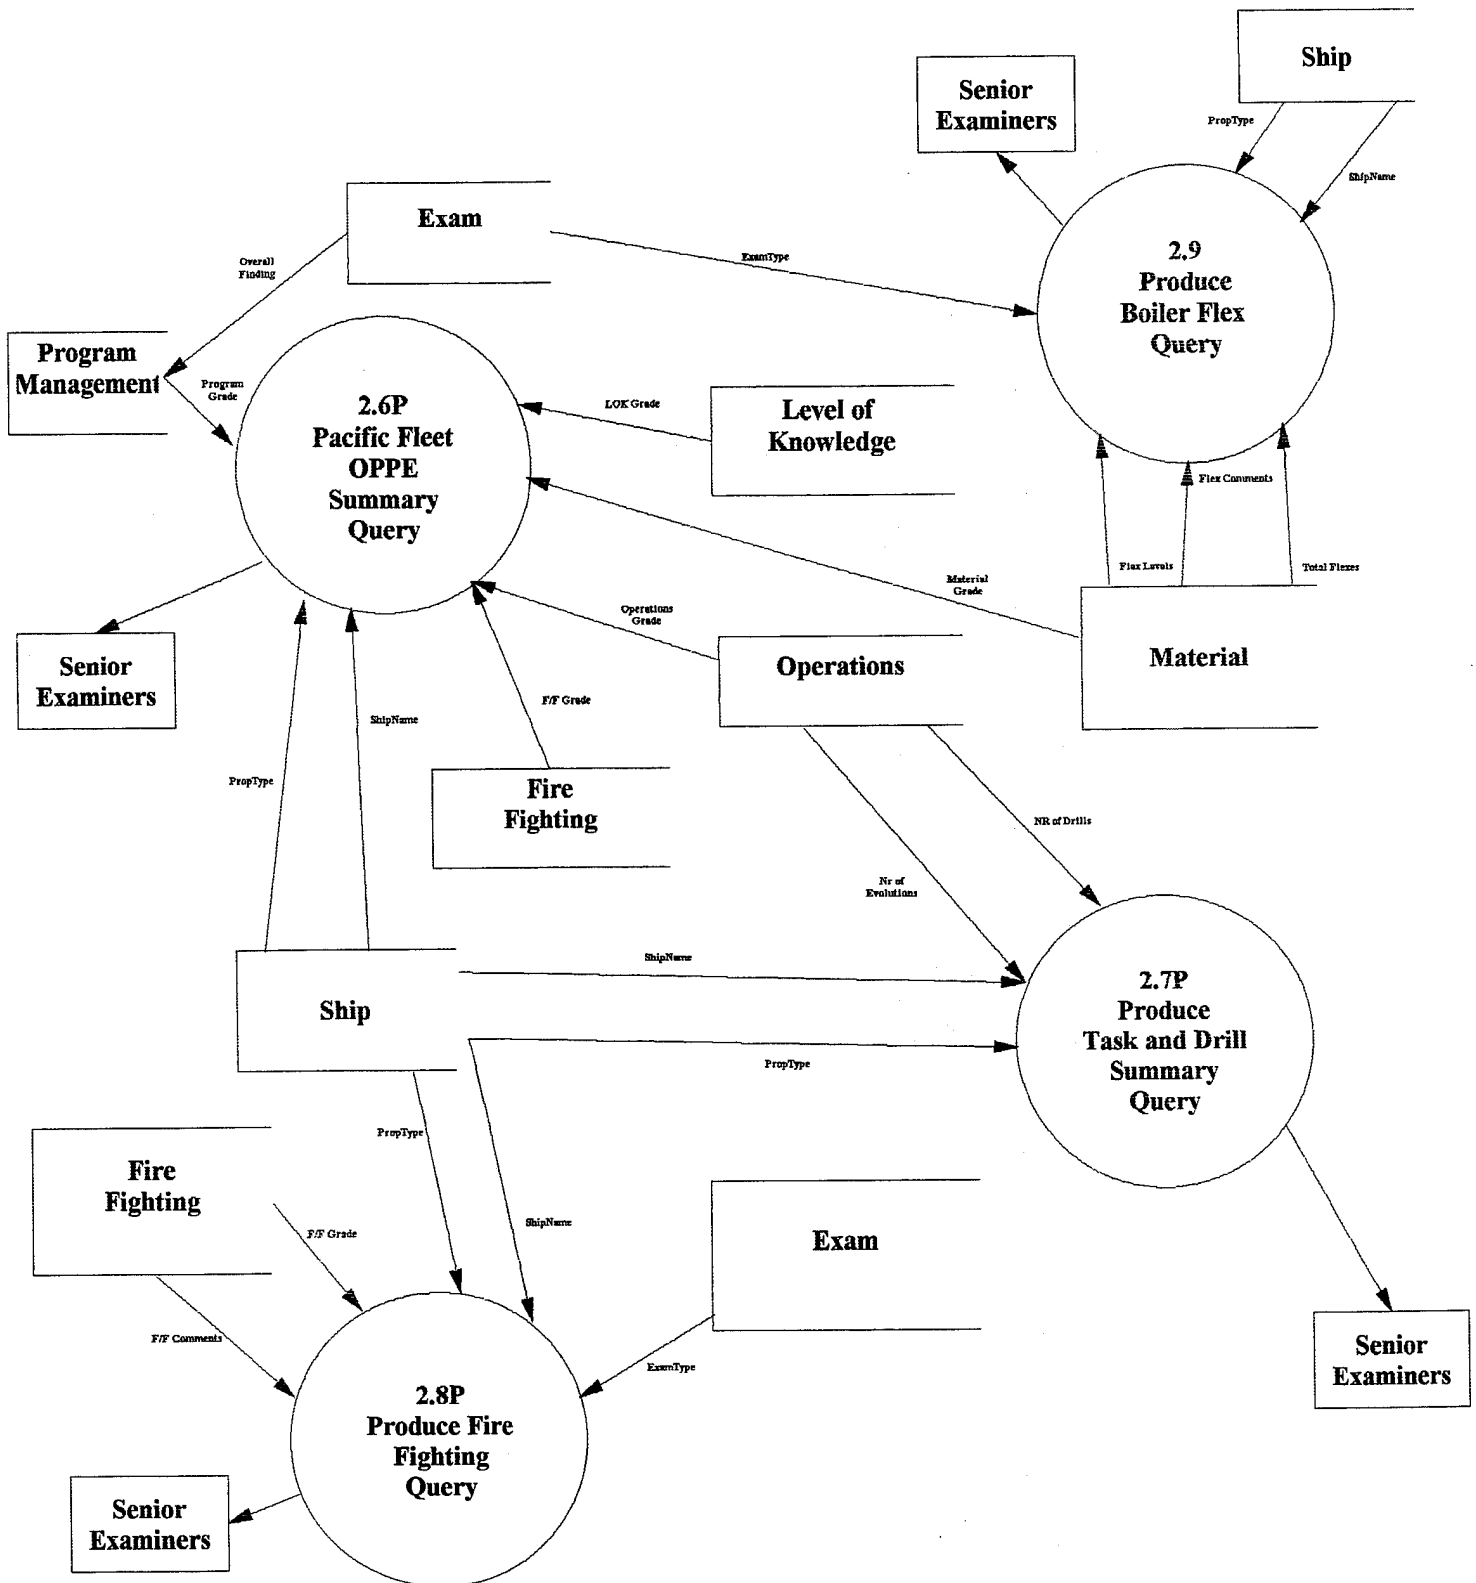 Ship
Senior
Examiners
PropType
ShipName
Exam
2.9
Produce
Boiler Flex
Query
Overall
Finding
ExamType
Program
Management
Program
Grade
2.6P
Pacific Fleet
OPPE
Summary
Query
LOK Grade
Level of
Knowledge
Flex Comments
Flex Levels
Total Flexes
Material
Grade
Operations
Grade
Senior
Examiners
Operations
Material
F/F Grade
ShipName
PropType
Fire
Fighting
NR of Drills
Nr of
Evolutions
ShipName
Ship
2.7P
Produce
Task and Drill
Summary
Query
PropType
PropType
Fire
Fighting
ShipName
F/F Grade
Exam
F/F Comments
ExamType
Senior
Examiners
2.8P
Produce Fire
Fighting
Query
Senior
Examiners